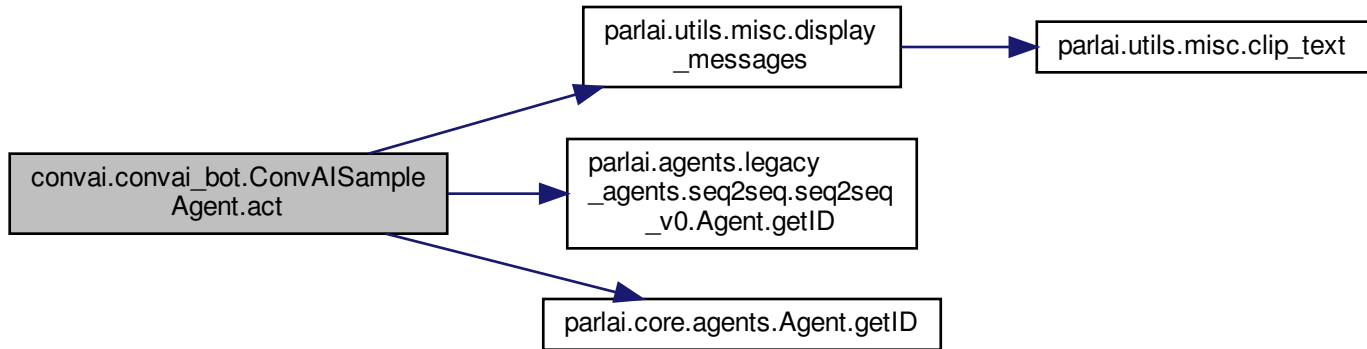 parlai.utils.misc.display
_messages
parlai.utils.misc.clip_text
convai.convai_bot.ConvAISample
Agent.act
parlai.agents.legacy
_agents.seq2seq.seq2seq
_v0.Agent.getID
parlai.core.agents.Agent.getID